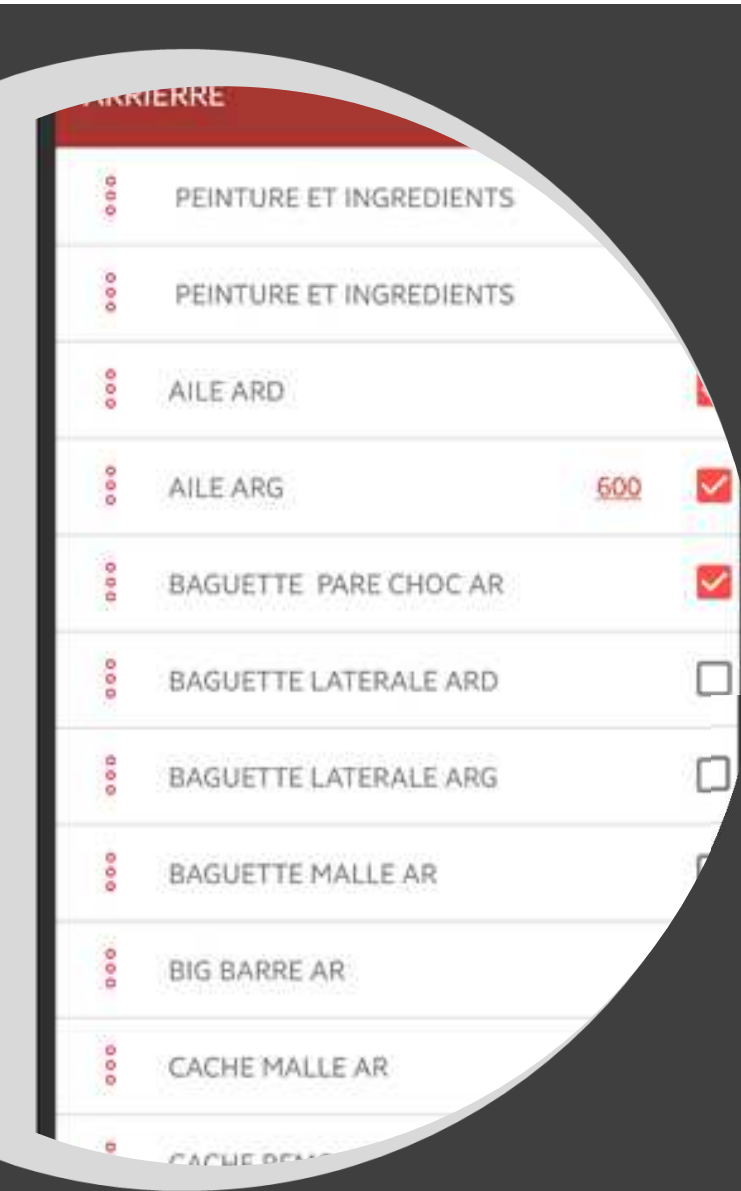 ARRIERRE
PEINTURE ET INGREDIENTS
PEINTURE ET INGREDIENTS
AILE ARD
AILE ARG 600
BAGUETTE PARE CHOC AR
BAGUETTE LATERALE ARD
BAGUETTE LATERALE ARG
BAGUETTE MALLE AR
BIG BARRE AR
CACHE MALLE AR
CACHE